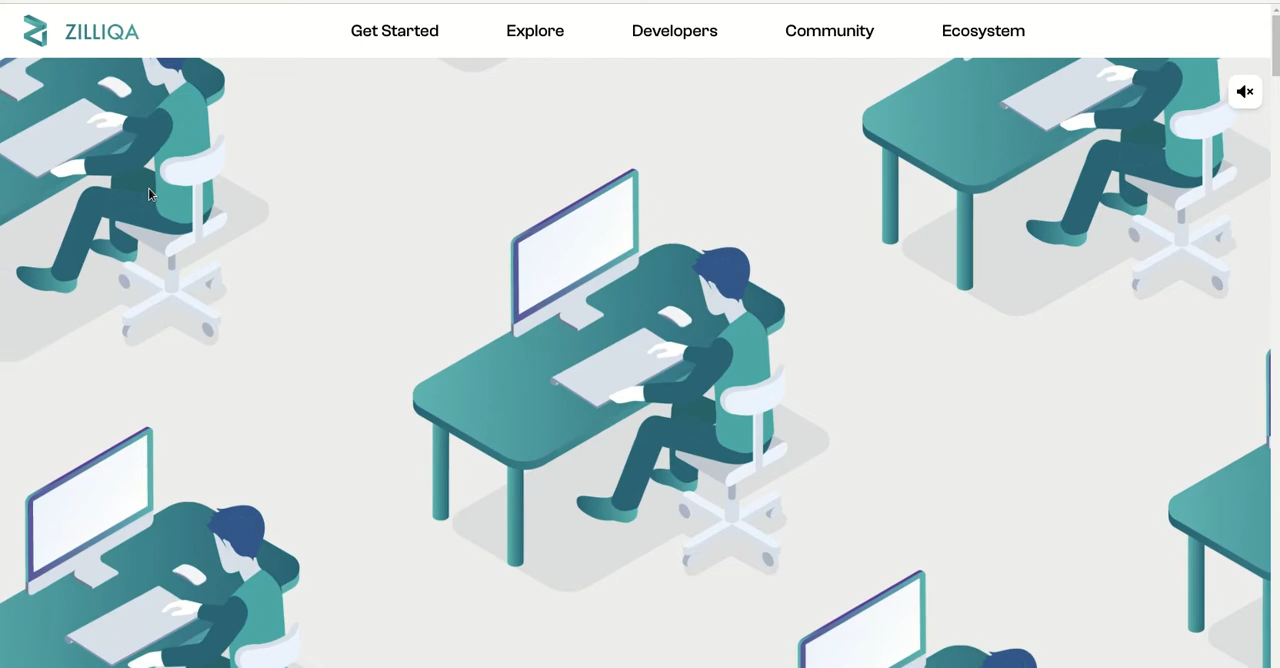 ZILLIQA
Get Started
Explore
Developers
Community
Ecosystem